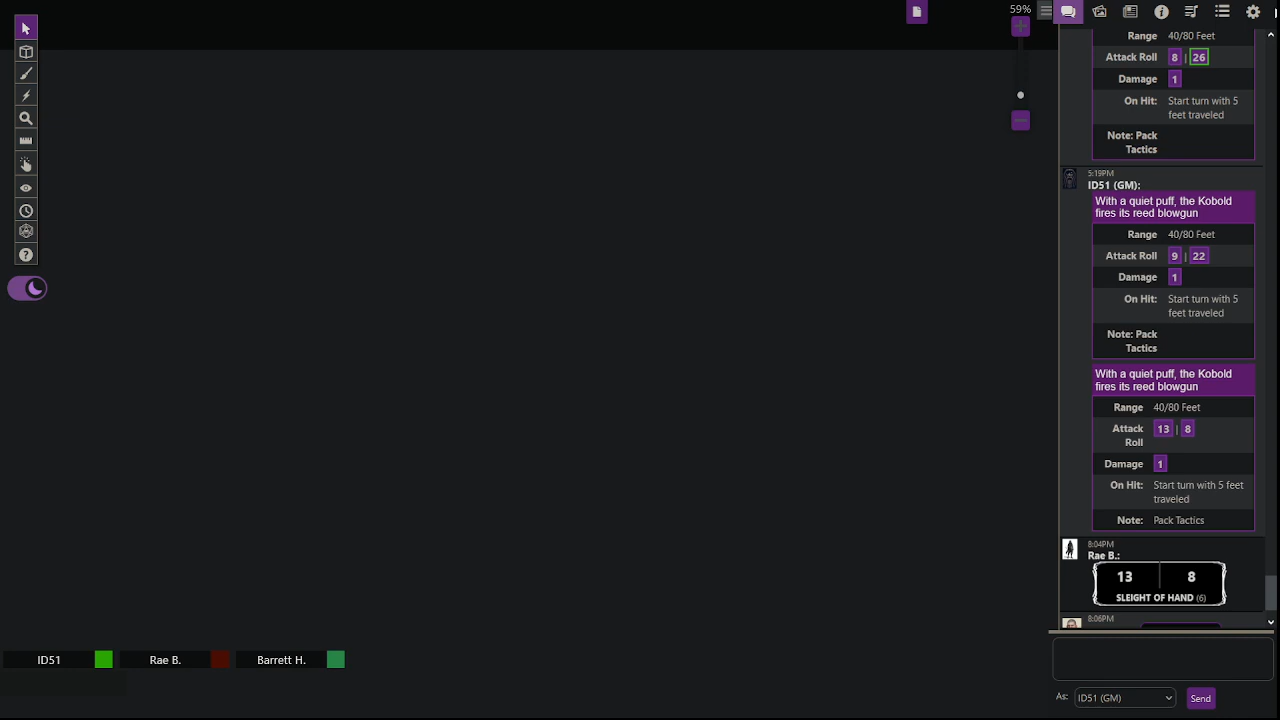 59%
Range 40/80 Feet
Attack Roll 8 | 26
Damage 1
On Hit: Start turn with 5
feet traveled
Note: Pack
Tactics
5:19PM
ID51 (GM):
With a quiet puff, the Kobold
fires its reed blowgun
Range 40/80 Feet
Attack Roll 9 | 22
Damage 1
On Hit: Start turn with 5
feet traveled
Note: Pack
Tactics
With a quiet puff, the Kobold
fires its reed blowgun
Range 40/80 Feet
Attack 13 | 8
Roll
Damage 1
On Hit: Start turn with 5 feet
traveled
Note: Pack Tactics
8:04PM
Rae B.:
13 8
SLEIGHT OF HAND (6)
8:06PM
ID51 Rae B. Barrett H.
As: ID51 (GM) Send